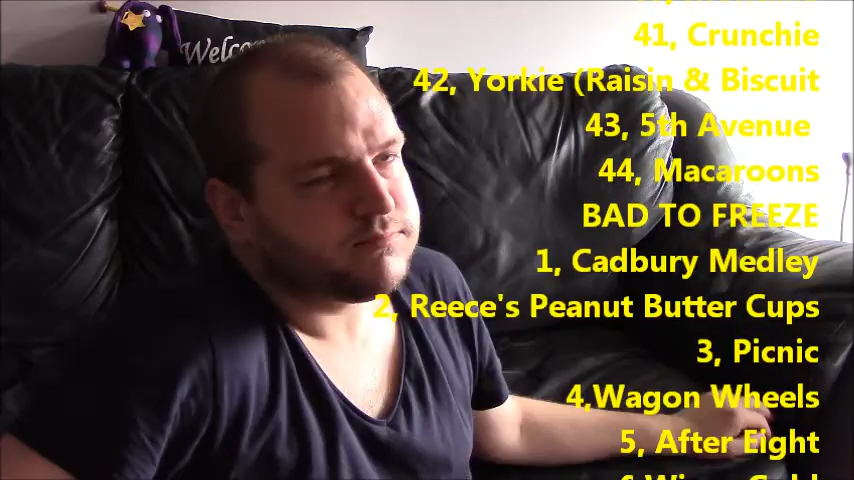 Welcome
41, Crunchie
42, Yorkie (Raisin & Biscuit
43, 5th Avenue
44, Macaroons
BAD TO FREEZE
1, Cadbury Medley
2, Reece's Peanut Butter Cups
3, Picnic
4,Wagon Wheels
5, After Eight